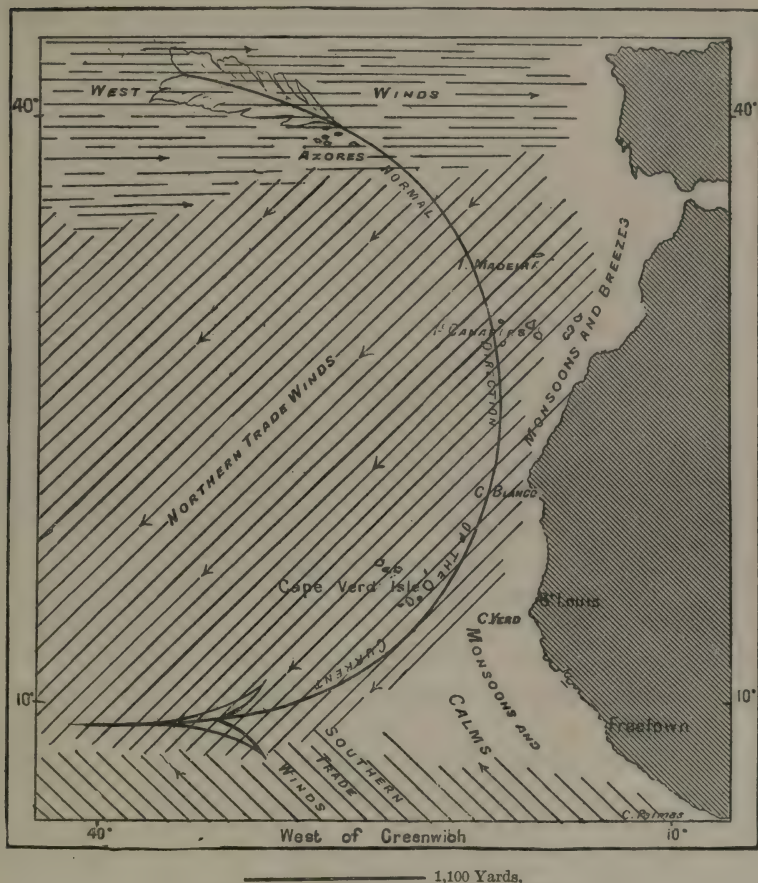 40°
40°
WEST WINDS
AZORES
NORMAL
I. MADEIRA
I. CANARIES
DIRECTION
MONSOONS AND BREEZES
NORTHERN TRADE WINDS
C. BLANCO
OF THE
Cape Verd Isle
St Louis
C. VERD
CURRENT
MONSOONS AND
CALMS
10°
10°
Freetown
SOUTHERN
TRADE
WINDS
C. Palmas
40°
West of Greenwich
10°
1,100 Yards.